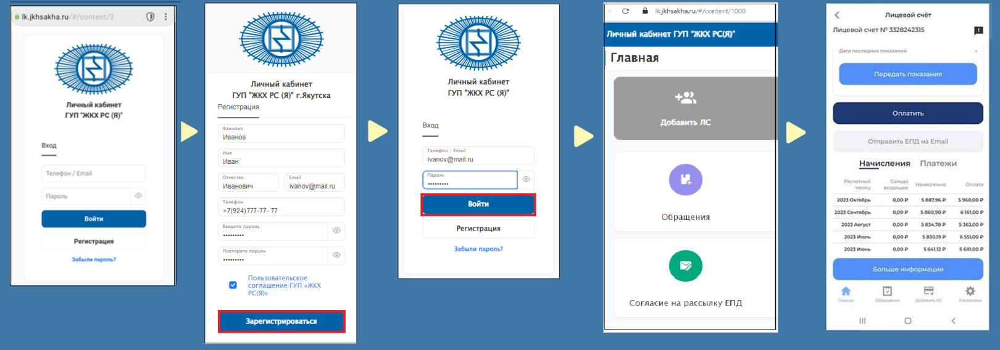 lk.jkhsakha.ru/#/content/3
Личный кабинет
ГУП "ЖКХ РС (Я)"
Вход
Телефон / Email
Пароль
Войти
Регистрация
Забыли пароль?
Личный кабинет
ГУП "ЖКХ РС (Я)" г.Якутска
Регистрация
Фамилия
Иванов
Имя
Иван
Отчество
Иванович
Email
ivanov@mail.ru
Телефон
+7(924)777-77- 77
Введите пароль
•••••••••
Повторите пароль
•••••••••
Пользовательское
соглашение ГУП «ЖКХ
РС(Я)»
Зарегистрироваться
Личный кабинет
ГУП "ЖКХ РС (Я)"
Вход
Телефон / Email
ivanov@mail.ru
Пароль
•••••••••
Войти
Регистрация
Забыли пароль?
lk.jkhsakha.ru/#/content/1000
Личный кабинет ГУП "ЖКХ РС(Я)"
Главная
Добавить ЛС
Обращения
Согласие на рассылку ЕПД
Лицевой счёт
Лицевой счет № 3328242315
Дата последних показаний -
Передать показания
Оплатить
Отправить ЕПД на Email
Начисления Платежи
Расчетный месяц Сальдо входящее Начисленно Оплата
2023 Октябрь 0,00 ₽ 5 887,96 ₽ 5 960,00 ₽
2023 Сентябрь 0,00 ₽ 5 860,90 ₽ 6 161,00 ₽
2023 Август 0,00 ₽ 5 834,78 ₽ 5 363,00 ₽
2023 Июль 0,00 ₽ 5 830,19 ₽ 6 551,00 ₽
2023 Июнь 0,00 ₽ 5 641,12 ₽ 5 681,00 ₽
Больше информации
Главная Обращения Добавить ЛС Настройки